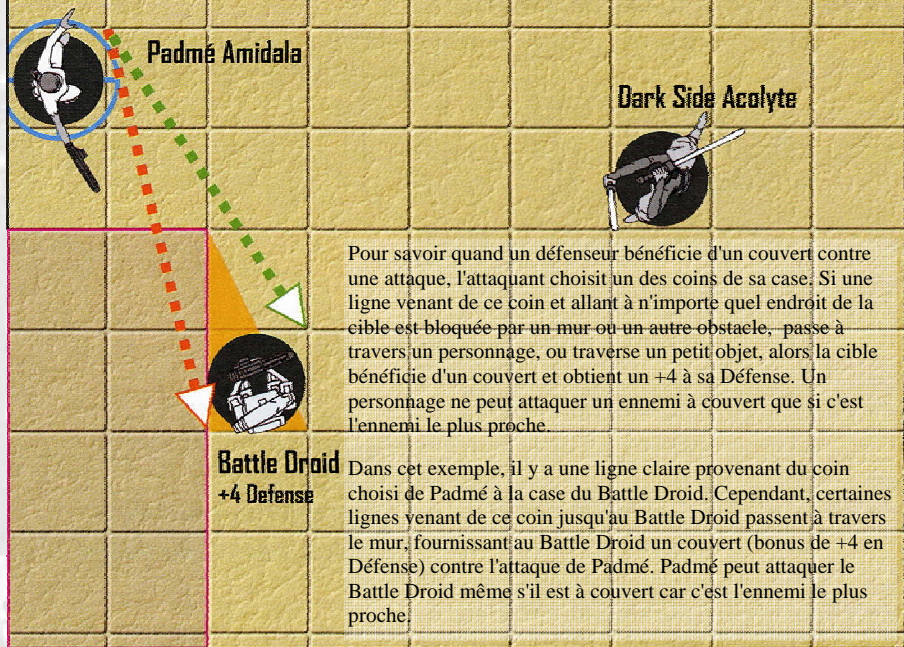 Padmé Amidala
Dark Side Acolyte
Pour savoir quand un défenseur bénéficie d'un couvert contre
une attaque, l'attaquant choisit un des coins de sa case. Si une
ligne venant de ce coin et allant à n'importe quel endroit de la
cible est bloquée par un mur ou un autre obstacle, passe à
travers un personnage, ou traverse un petit objet, alors la cible
bénéficie d'un couvert et obtient un +4 à sa Défense. Un
personnage ne peut attaquer un ennemi à couvert que si c'est
l'ennemi le plus proche.
Battle Droid
+4 Defense
Dans cet exemple, il y a une ligne claire provenant du coin
choisi de Padmé à la case du Battle Droid. Cependant, certaines
lignes venant de ce coin jusqu'au Battle Droid passent à travers
le mur, fournissant au Battle Droid un couvert (bonus de +4 en
Défense) contre l'attaque de Padmé. Padmé peut attaquer le
Battle Droid même s'il est à couvert car c'est l'ennemi le plus
proche.